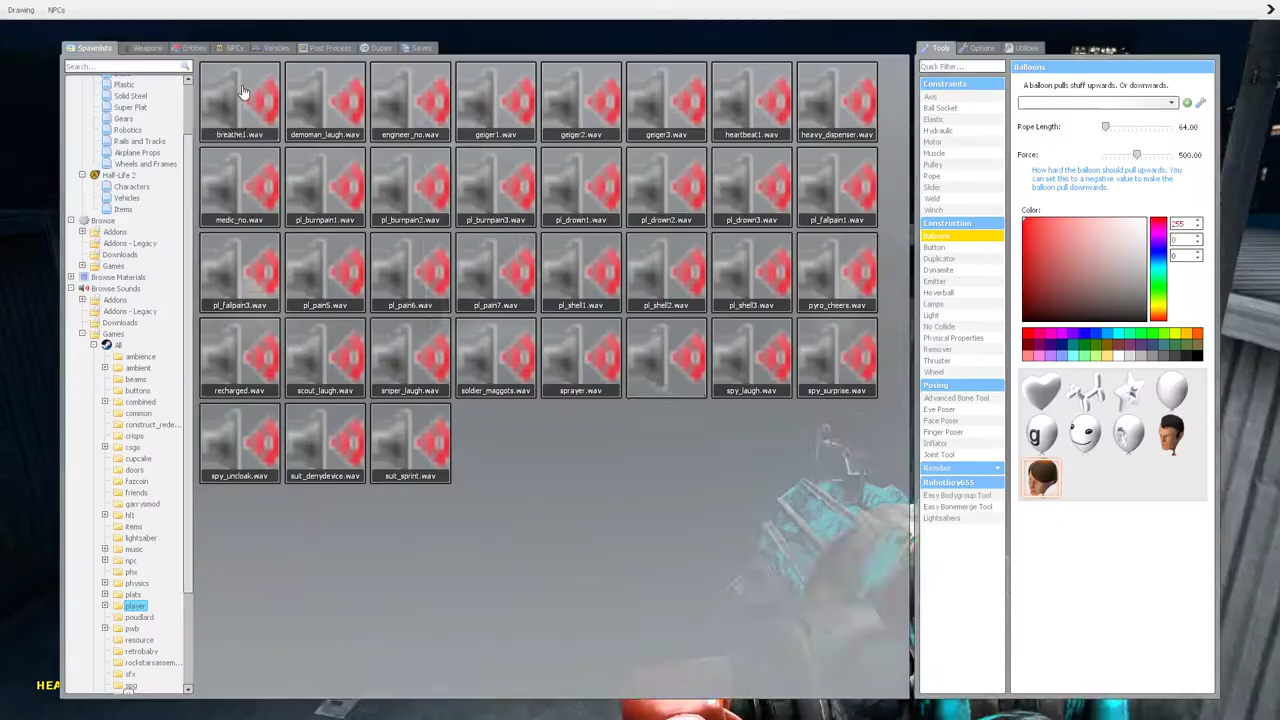 Drawing NPCs
Spawnlists Weapons Entities NPCs Vehicles Post Process Dupes Saves
Search...
Plastic
Solid Steel
Super Flat
Gears
Robotics
Rails and Tracks
Airplane Props
Wheels and Frames
Half-Life 2
Characters
Vehicles
Items
Browse
Addons
Addons - Legacy
Downloads
Games
Browse Materials
Browse Sounds
Addons
Addons - Legacy
Downloads
Games
All
ambience
ambient
beams
buttons
combined
common
construct_rede...
crisps
csgo
cupcake
doors
fazcoin
friends
garrysmod
hl1
items
lightsaber
music
npc
phx
physics
plats
player
poudlard
pwb
resource
retrobaby
rockstarsassem...
sfx
spg
breathe1.wav demoman_laugh.wav engineer_no.wav geiger1.wav geiger2.wav geiger3.wav heartbeat1.wav heavy_dispenser.wav
medic_no.wav pl_burnpain1.wav pl_burnpain2.wav pl_burnpain3.wav pl_drown1.wav pl_drown2.wav pl_drown3.wav pl_fallpain1.wav
pl_fallpain3.wav pl_pain5.wav pl_pain6.wav pl_pain7.wav pl_shell1.wav pl_shell2.wav pl_shell3.wav pyro_cheers.wav
recharged.wav scout_laugh.wav sniper_laugh.wav soldier_maggots.wav sprayer.wav spy_laugh.wav spy_surprise.wav
spy_uncloak.wav suit_denydevice.wav suit_sprint.wav
HEA
Tools Options Utilities
Quick Filter...
Constraints
Axis
Ball Socket
Elastic
Hydraulic
Motor
Muscle
Pulley
Rope
Slider
Weld
Winch
Construction
Balloons
Button
Duplicator
Dynamite
Emitter
Hoverball
Lamps
Light
No Collide
Physical Properties
Remover
Thruster
Wheel
Posing
Advanced Bone Tool
Eye Poser
Face Poser
Finger Poser
Inflator
Joint Tool
Render
Robotboy655
Easy Bodygroup Tool
Easy Bonemerge Tool
Lightsabers
Balloons
A balloon pulls stuff upwards. Or downwards.
Rope Length: 64.00
Force: 500.00
How hard the balloon should pull upwards. You
can set this to a negative value to make the
balloon pull downwards.
Color:
255
0
0